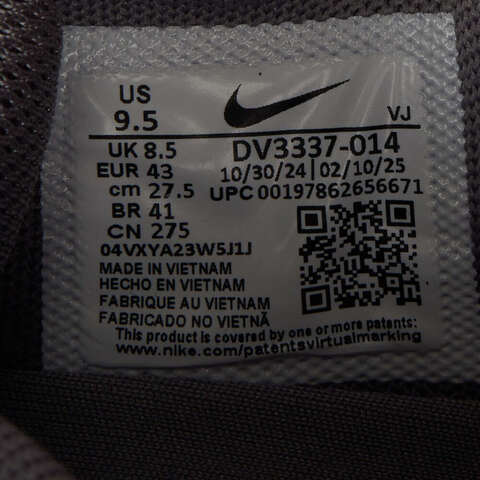 US
9.5
VJ
UK 8.5
DV3337-014
EUR 43
10/30/24 | 02/10/25
cm 27.5
UPC 00197862656671
BR 41
CN 275
04VXYA23W5J1J
MADE IN VIETNAM
HECHO EN VIETNAM
FABRIQUE AU VIETNAM
FABRICADO NO VIETNÃ
This product is covered by one or more patents:
www.nike.com/patentsvirtualmarking